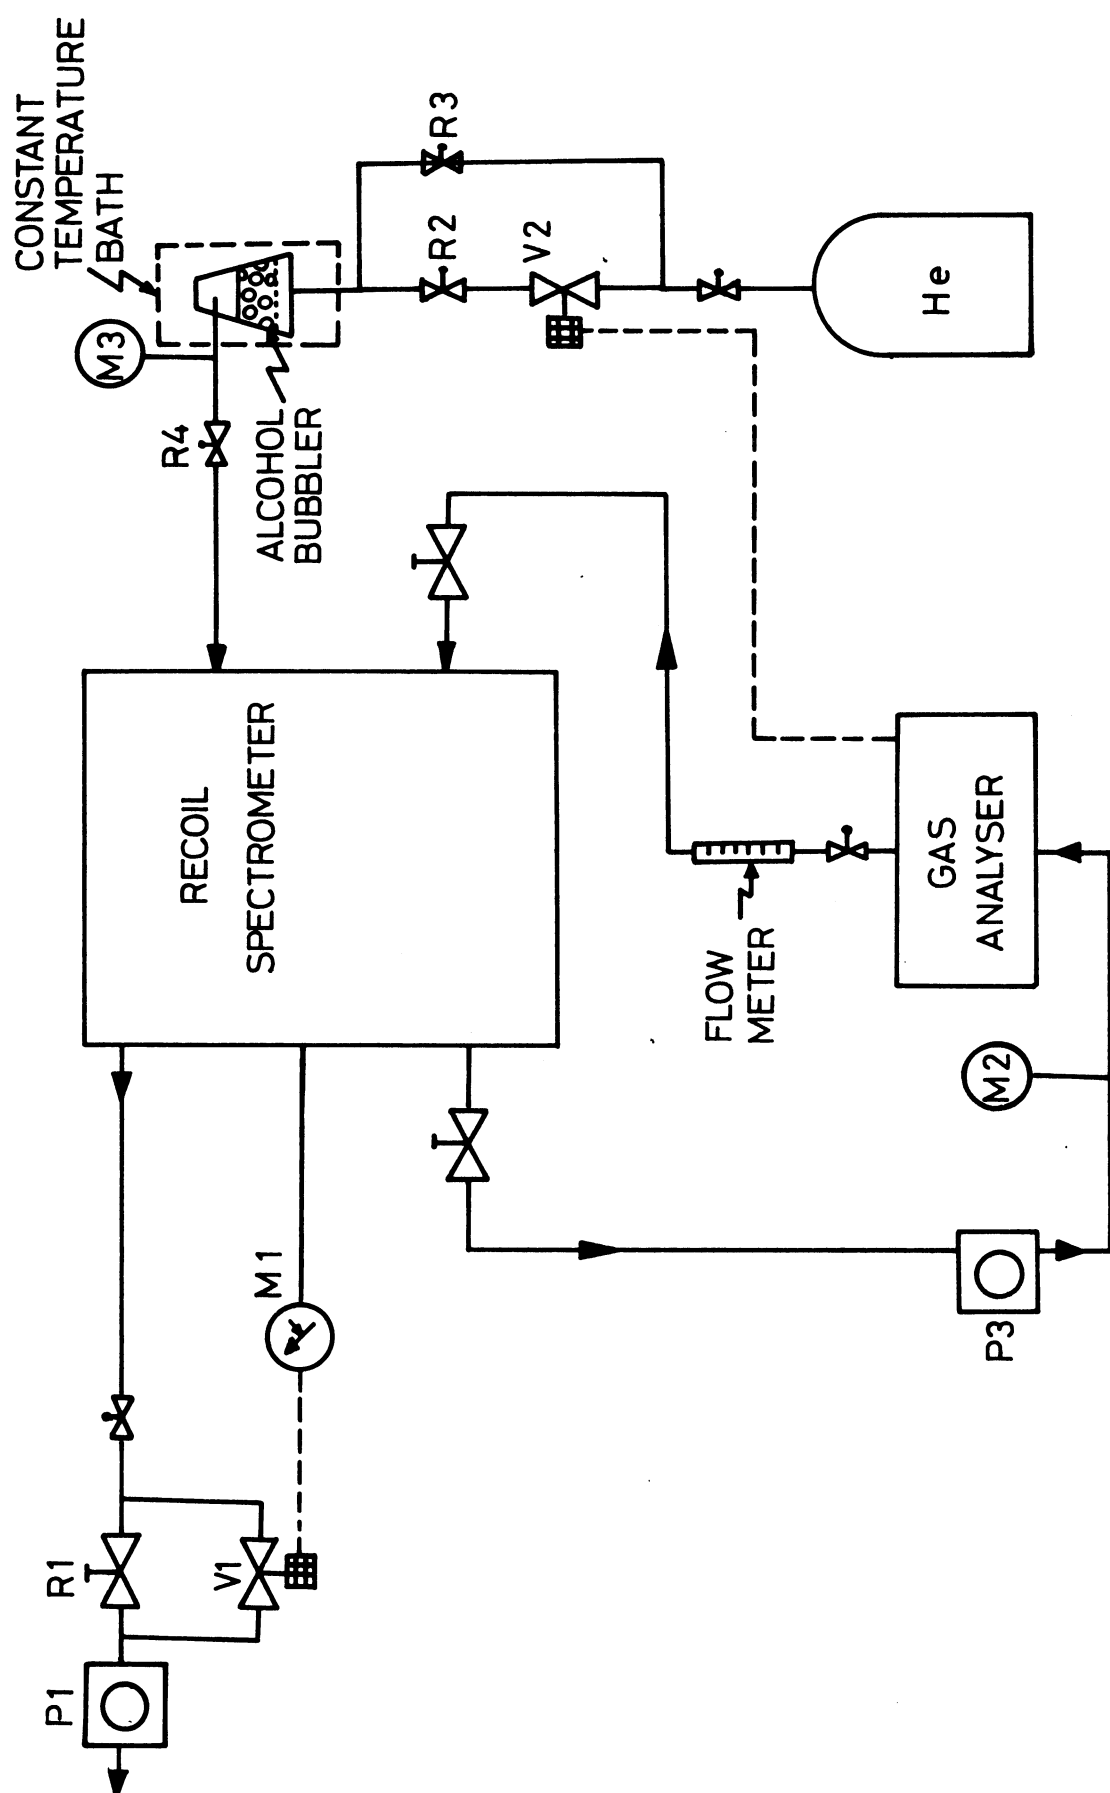 CONSTANT
TEMPERATURE
BATH
M3
R4
ALCOHOL
BUBBLER
R3
R2
V2
He
RECOIL
SPECTROMETER
FLOW
METER
GAS
ANALYSER
M2
M1
P3
R1
V1
P1